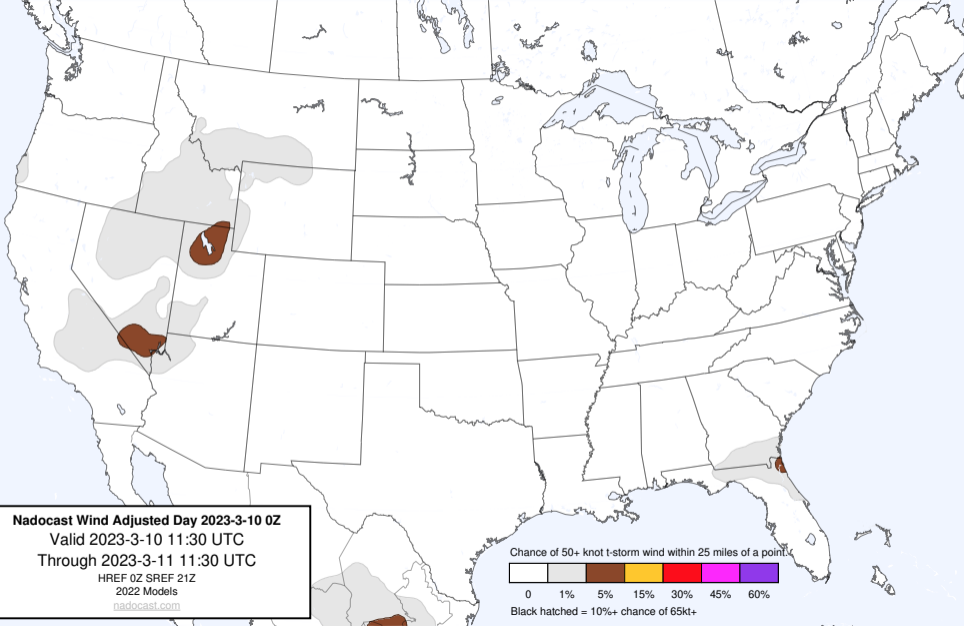 Nadocast Wind Adjusted Day 2023-3-10 0Z
Valid 2023-3-10 11:30 UTC
Through 2023-3-11 11:30 UTC
HREF 0Z SREF 21Z
2022 Models
nadocast.com
Chance of 50+ knot t-storm wind within 25 miles of a point.
0 1% 5% 15% 30% 45% 60%
Black hatched = 10%+ chance of 65kt+